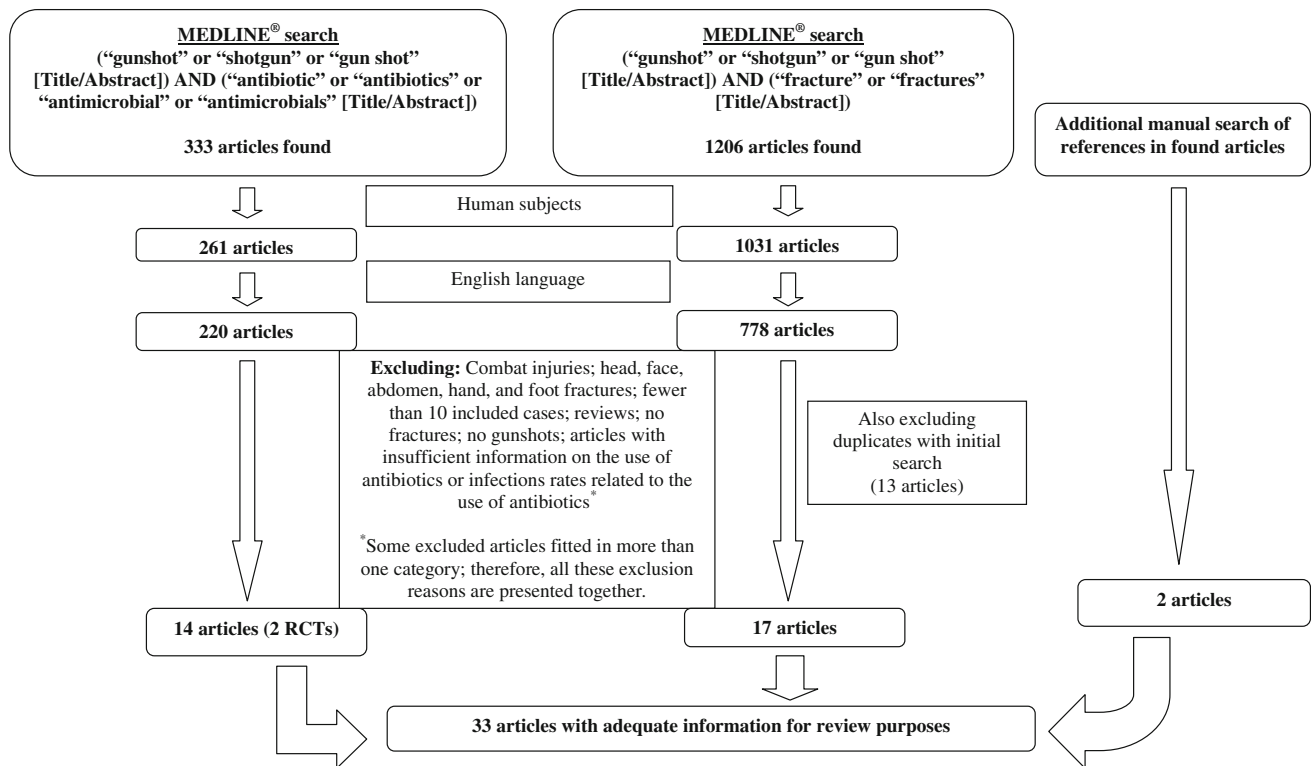 MEDLINE® search
(“gunshot” or “shotgun” or “gun shot”
[Title/Abstract]) AND (“antibiotic” or “antibiotics” or
“antimicrobial” or “antimicrobials” [Title/Abstract])
333 articles found
MEDLINE® search
(“gunshot” or “shotgun” or “gun shot”
[Title/Abstract]) AND (“fracture” or “fractures”
[Title/Abstract])
1206 articles found
Additional manual search of
references in found articles
Human subjects
261 articles
1031 articles
English language
220 articles
778 articles
Excluding: Combat injuries; head, face,
abdomen, hand, and foot fractures; fewer
than 10 included cases; reviews; no
fractures; no gunshots; articles with
insufficient information on the use of
antibiotics or infections rates related to the
use of antibiotics*
*Some excluded articles fitted in more than
one category; therefore, all these exclusion
reasons are presented together.
Also excluding
duplicates with initial
search
(13 articles)
14 articles (2 RCTs)
17 articles
2 articles
33 articles with adequate information for review purposes